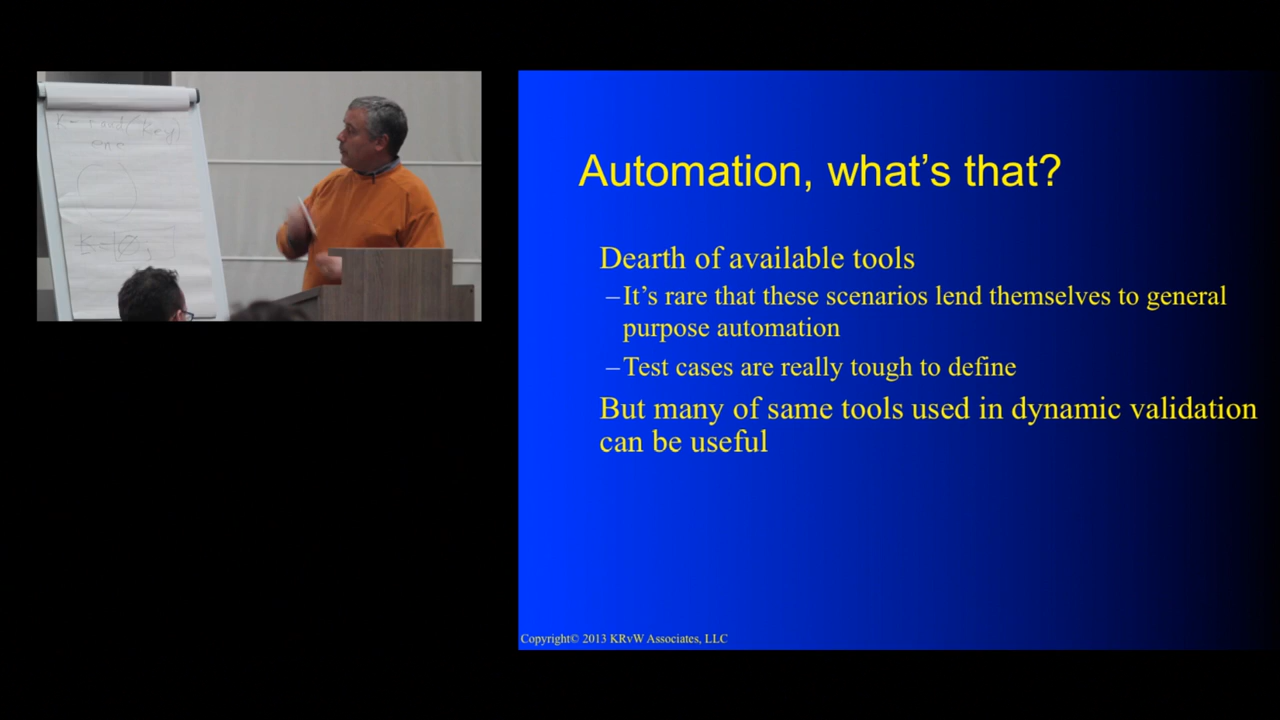 Automation, what's that?
Dearth of available tools
–It's rare that these scenarios lend themselves to general
purpose automation
–Test cases are really tough to define
But many of same tools used in dynamic validation
can be useful
Copyright© 2013 KRvW Associates, LLC